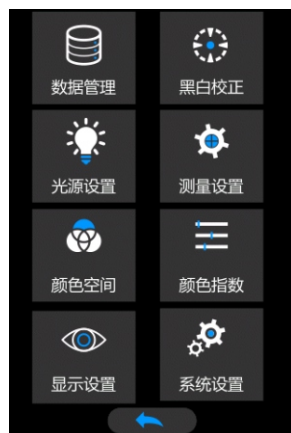 数据管理
黑白校正
光源设置
测量设置
颜色空间
颜色指数
显示设置
系统设置